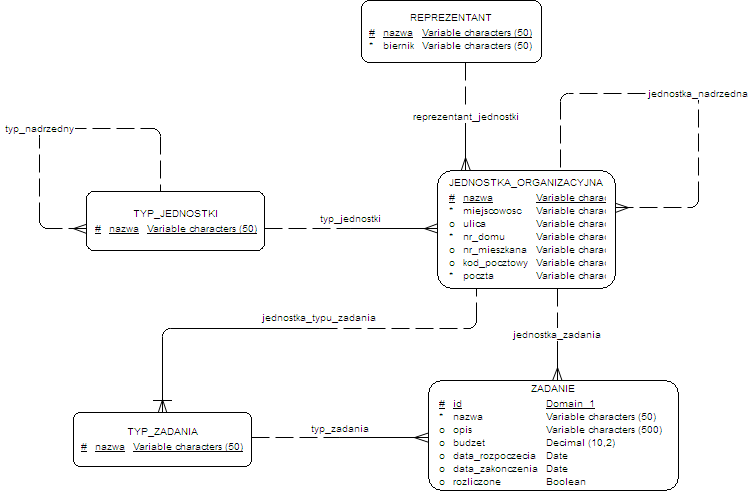 REPREZENTANT
# nazwa Variable characters (50)
* biernik Variable characters (50)
reprezentant_jednostki
jednostka_nadrzedna
typ_nadrzedny
TYP_JEDNOSTKI
# nazwa Variable characters (50)
typ_jednostki
JEDNOSTKA_ORGANIZACYJNA
# nazwa Variable charac
* miejscowosc Variable charac
o ulica Variable charac
* nr_domu Variable charac
o nr_mieszkana Variable charac
o kod_pocztowy Variable charac
* poczta Variable charac
jednostka_typu_zadania
jednostka_zadania
TYP_ZADANIA
# nazwa Variable characters (50)
typ_zadania
ZADANIE
# id Domain_1
* nazwa Variable characters (50)
o opis Variable characters (500)
o budzet Decimal (10,2)
o data_rozpoczecia Date
o data_zakonczenia Date
o rozliczone Boolean